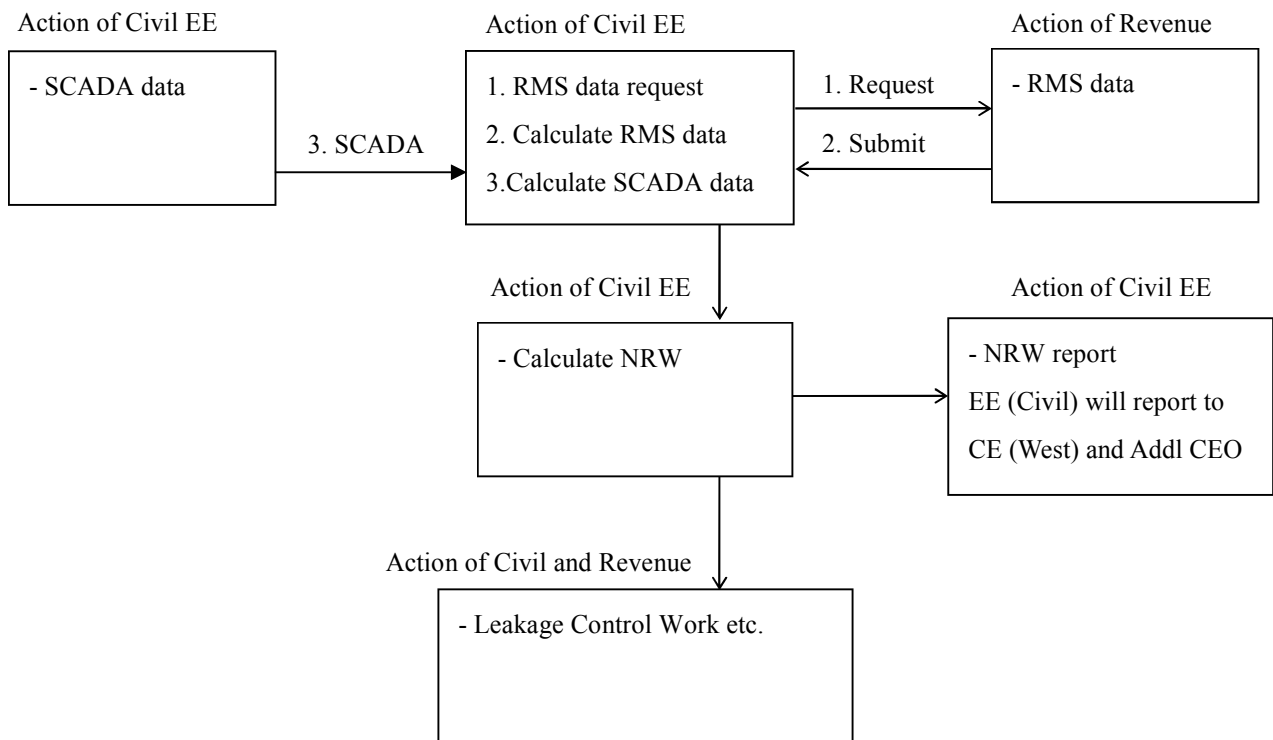 Action of Civil EE
- SCADA data
3. SCADA
Action of Civil EE
1. RMS data request
2. Calculate RMS data
3.Calculate SCADA data
1. Request
2. Submit
Action of Revenue
- RMS data
Action of Civil EE
- Calculate NRW
Action of Civil EE
- NRW report
EE (Civil) will report to
CE (West) and Addl CEO
Action of Civil and Revenue
- Leakage Control Work etc.